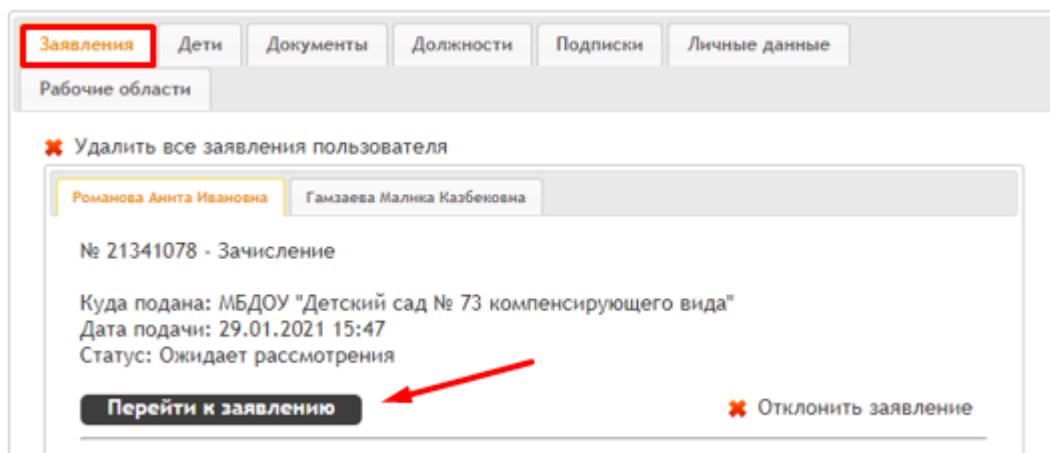 Заявления Дети Документы Должности Подписки Личные данные
Рабочие области
Удалить все заявления пользователя
Романова Анита Ивановна Гамзаева Малика Казбековна
№ 21341078 - Зачисление
Куда подана: МБДОУ "Детский сад № 73 компенсирующего вида"
Дата подачи: 29.01.2021 15:47
Статус: Ожидает рассмотрения
Перейти к заявлению Отклонить заявление